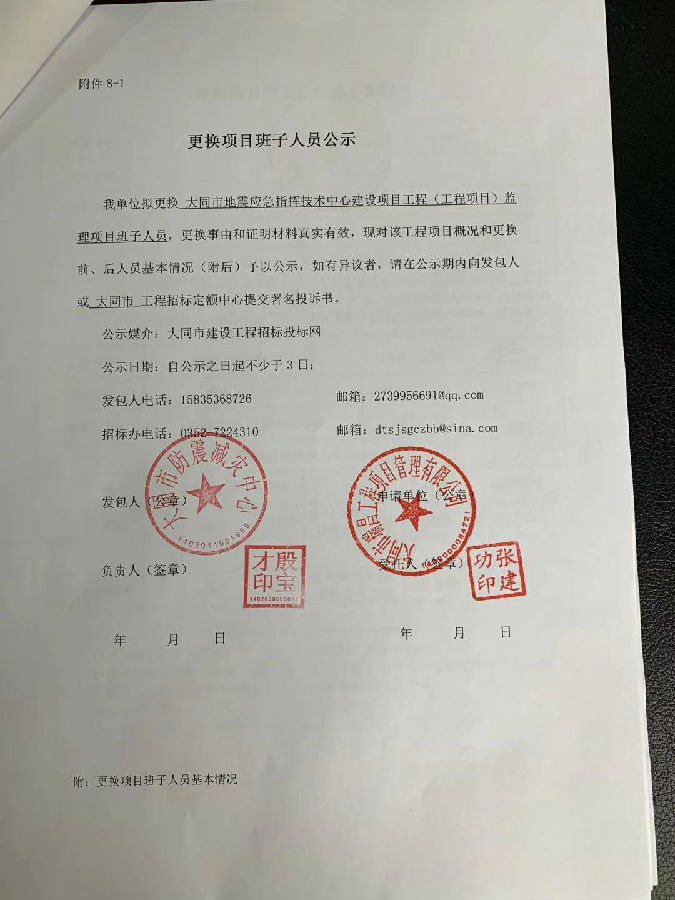 附件 8-1
更换项目班子人员公示
我单位拟更换 大同市地震应急指挥技术中心建设项目工程（工程项目）监
理项目班子人员，更换事由和证明材料真实有效，现对该工程项目概况和更换
前、后人员基本情况（附后）予以公示，如有异议者，请在公示期内向发包人
或 大同市 工程招标定额中心提交署名投诉书。
公示媒介：大同市建设工程招标投标网
公示日期：自公示之日起不少于 3 日；
发包人电话：15835368726 邮箱：2739956691@qq.com
招标办电话：0352-7224310 邮箱：dtsjsgczbb@sina.com
发包人（公章） 申请单位（公章）
大同市防震减灾中心
工程项目管理有限公司
负责人（签章）
殷宝才印
张建功印
年 月 日 年 月 日
附：更换项目班子人员基本情况